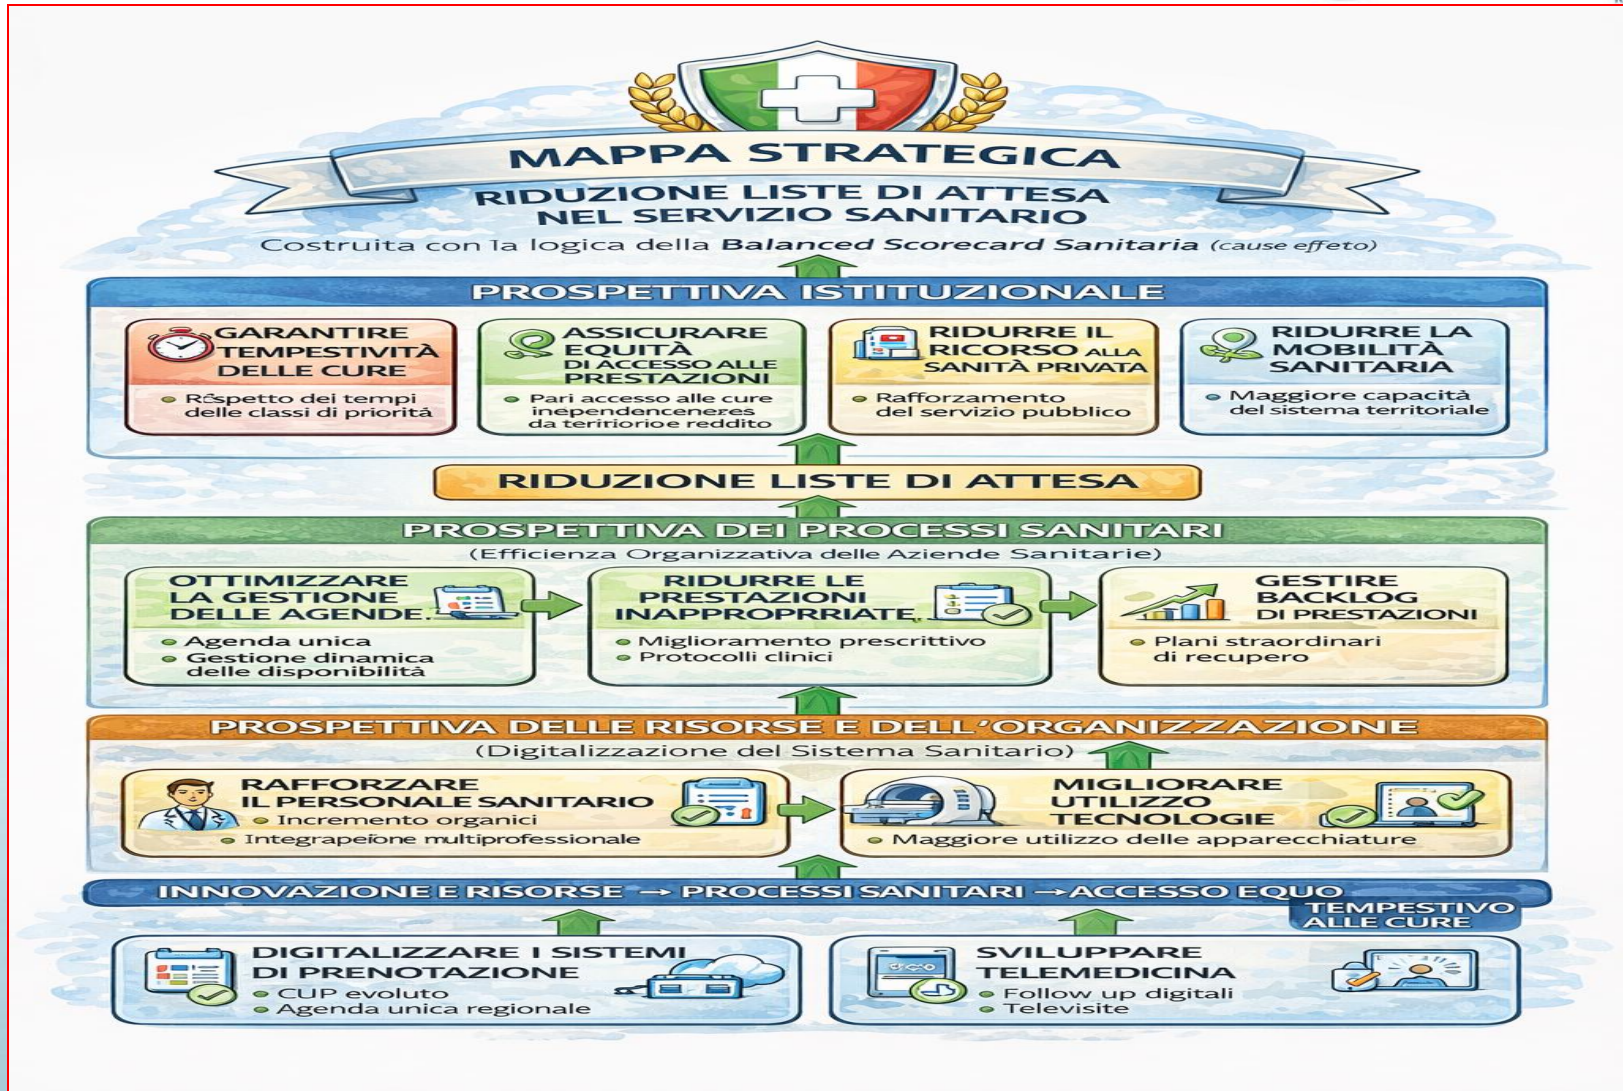 MAPPA STRATEGICA
RIDUZIONE LISTE DI ATTESA
NEL SERVIZIO SANITARIO
Costruita con la logica della Balanced Scorecard Sanitaria (cause effeto)
PROSPETTIVA ISTITUZIONALE
GARANTIRE
TEMPESTIVITÀ
DELLE CURE
Rispetto dei tempi
delle classi di priorità
ASSICURARE
EQUITÀ
DI ACCESSO ALLE
PRESTAZIONI
Pari accesso alle cure
inependenceneres
da teriitorio e reddito
RIDURRE IL
RICORSO ALLA
SANITÀ PRIVATA
Rafforzamento
del servizio pubblico
RIDURRE LA
MOBILITÀ
SANITARIA
Maggiore capacità
del sistema territoriale
RIDUZIONE LISTE DI ATTESA
PROSPETTIVA DEI PROCESSI SANITARI
(Efficienza Organizzativa delle Aziende Sanitarie)
OTTIMIZZARE
LA GESTIONE
DELLE AGENDE.
Agenda unica
Gestione dinamica
delle disponibilità
RIDURRE LE
PRESTAZIONI
INAPPROPRRIATE
Miglioramento prescrittivo
Protocolli clinici
GESTIRE
BACKLOG
DI PRESTAZIONI
Plani straordinari
di recupero
PROSPETTIVA DELLE RISORSE E DELL'ORGANIZZAZIONE
(Digitalizzazione del Sistema Sanitario)
RAFFORZARE
IL PERSONALE SANITARIO
Incremento organici
multiprofessionale
MIGLIORARE
UTILIZZO
TECNOLOGIE
Maggiore utilizzo delle apparecchiature
INNOVAZIONE E RISORSE → PROCESSI SANITARI → ACCESSO EQUO
TEMPESTIVO
ALLE CURE
DIGITALIZZARE I SISTEMI
DI PRENOTAZIONE
CUP evoluto
Agenda unica regionale
SVILUPPARE
TELEMEDICINA
Follow up digitali
Televisite